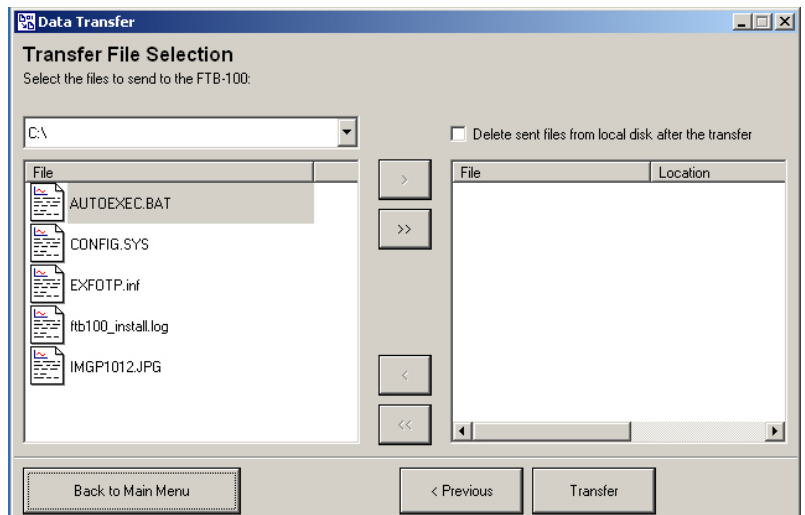 Data Transfer
Transfer File Selection
Select the files to send to the FTB-100:
C:\
Delete sent files from local disk after the transfer
File
AUTOEXEC.BAT
CONFIG.SYS
EXFOTP.inf
ftb100_install.log
IMGP1012.JPG
>
>>
<
<<
File Location
Back to Main Menu
< Previous
Transfer